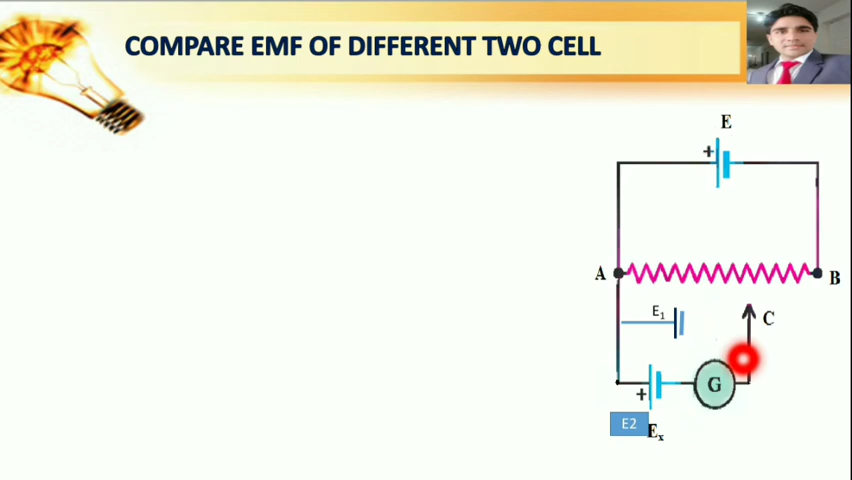 COMPARE EMF OF DIFFERENT TWO CELL
E
+
A
B
E₁
C
G
+
E2
Eₓ